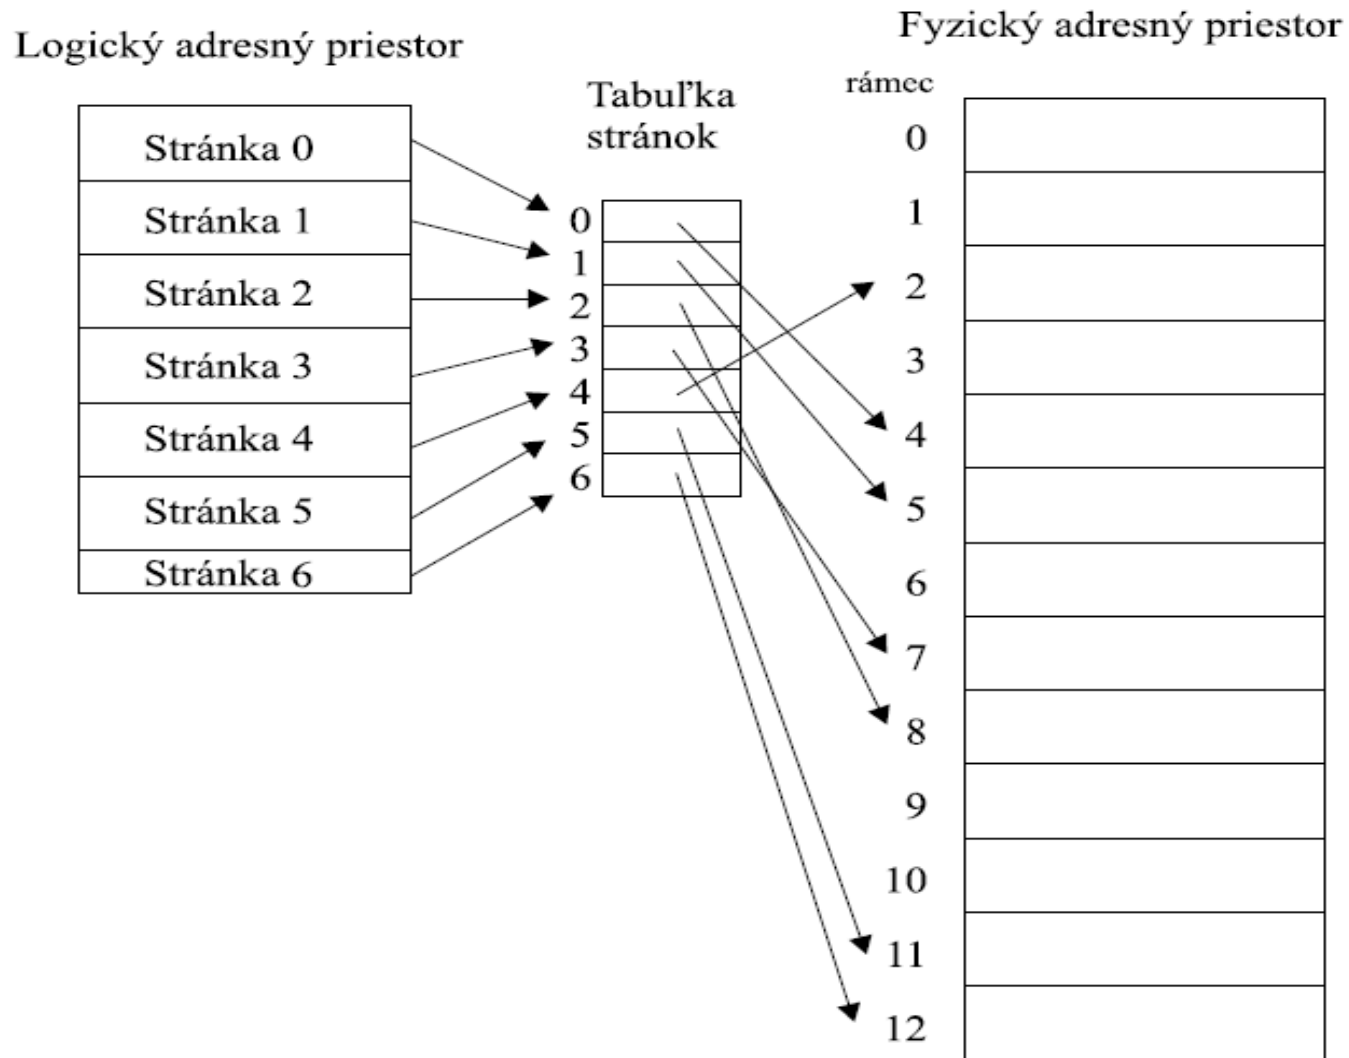 Logický adresný priestor
Stránka 0
Stránka 1
Stránka 2
Stránka 3
Stránka 4
Stránka 5
Stránka 6
Tabuľka
stránok
0
1
2
3
4
5
6
Fyzický adresný priestor
rámec
0
1
2
3
4
5
6
7
8
9
10
11
12